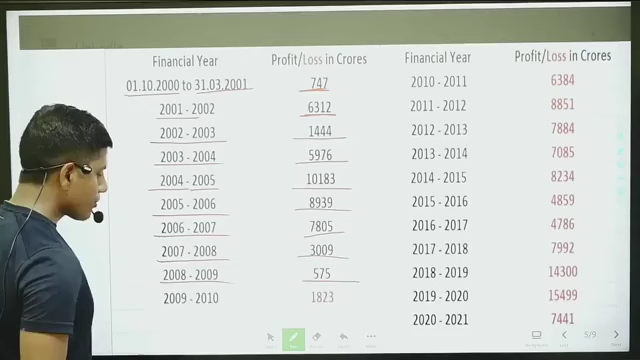 Financial Year Profit/Loss in Crores Financial Year Profit/Loss in Crores
01.10.2000 to 31.03.2001 747 2010 - 2011 6384
2001 - 2002 6312 2011 - 2012 8851
2002 - 2003 1444 2012 - 2013 7884
2003 - 2004 5976 2013 - 2014 7085
2004 - 2005 10183 2014 - 2015 8234
2005 - 2006 8939 2015 - 2016 4859
2006 - 2007 7805 2016 - 2017 4786
2007 - 2008 3009 2017 - 2018 7992
2008 - 2009 575 2018 - 2019 14300
2009 - 2010 1823 2019 - 2020 15499
2020 - 2021 7441
5/9